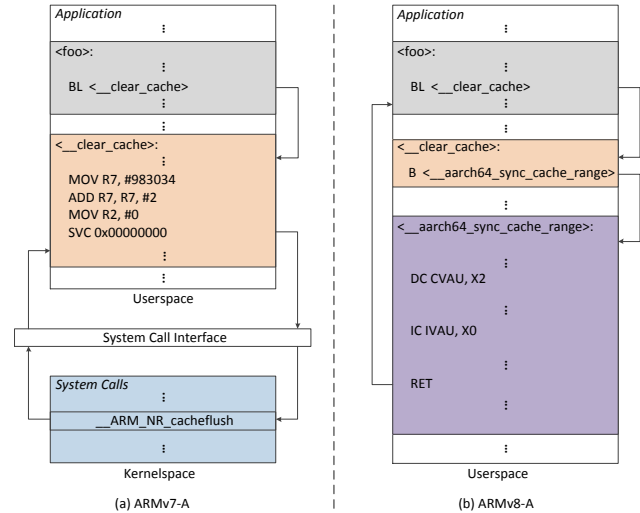 Application
<foo>:
BL <__clear_cache>
<__clear_cache>:
MOV R7, #983034
ADD R7, R7, #2
MOV R2, #0
SVC 0x00000000
Userspace
System Call Interface
System Calls
__ARM_NR_cacheflush
Kernelspace
(a) ARMv7-A
Application
<foo>:
BL <__clear_cache>
<__clear_cache>:
B <__aarch64_sync_cache_range>
<__aarch64_sync_cache_range>:
DC CVAU, X2
IC IVAU, X0
RET
Userspace
(b) ARMv8-A